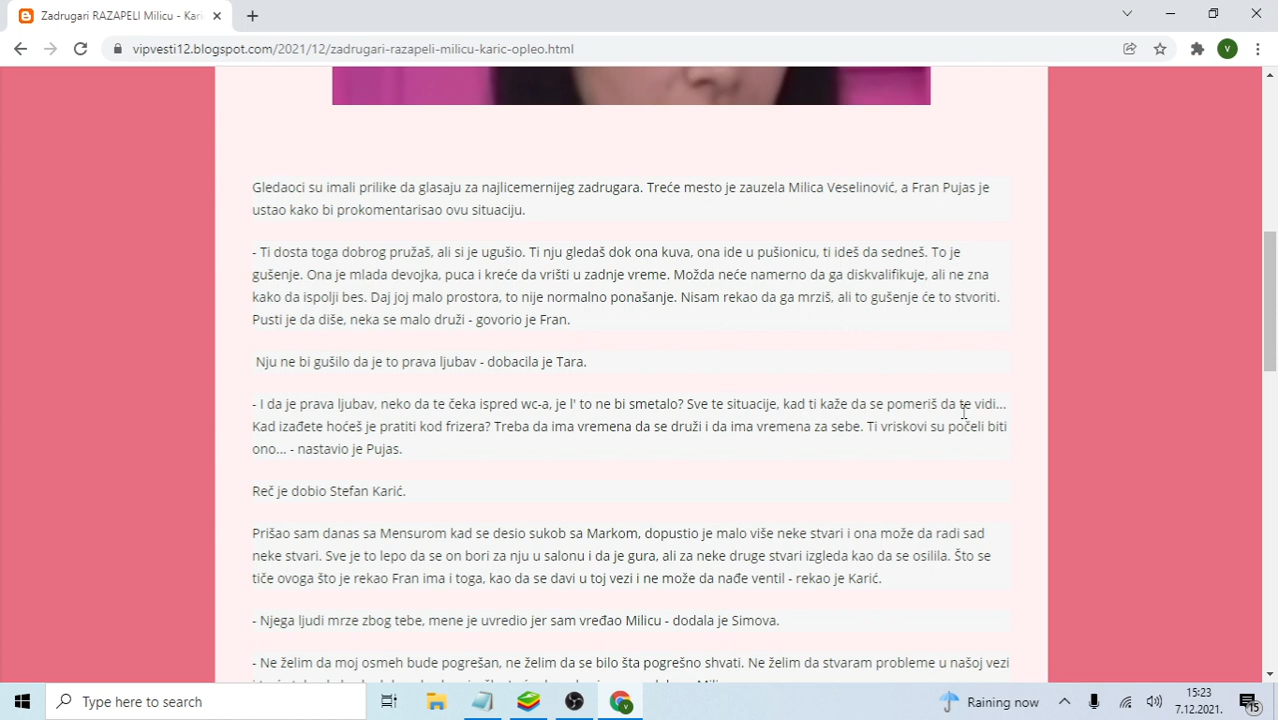 Zadrugari RAZAPELI Milicu - Kari
vipvesti12.blogspot.com/2021/12/zadrugari-razapeli-milicu-karic-opleo.html
V
Gledaoci su imali prilike da glasaju za najlicemernijeg zadrugara. Treće mesto je zauzela Milica Veselinović, a Fran Pujas je
ustao kako bi prokomentarisao ovu situaciju.
- Ti dosta toga dobrog pružaš, ali si je ugušio. Ti nju gledaš dok ona kuva, ona ide u pušionicu, ti ideš da sedneš. To je
gušenje. Ona je mlada devojka, puca i kreće da vrišti u zadnje vreme. Možda neće namerno da ga diskvalifikuje, ali ne zna
kako da ispolji bes. Daj joj malo prostora, to nije normalno ponašanje. Nisam rekao da ga mrziš, ali to gušenje će to stvoriti.
Pusti je da diše, neka se malo druži - govorio je Fran.
Nju ne bi gušilo da je to prava ljubav - dobacila je Tara.
- I da je prava ljubav, neko da te čeka ispred wc-a, je l' to ne bi smetalo? Sve te situacije, kad ti kaže da se pomeriš da te vidi...
Kad izađete hoćeš je pratiti kod frizera? Treba da ima vremena da se druži i da ima vremena za sebe. Ti vriskovi su počeli biti
ono... - nastavio je Pujas.
Reč je dobio Stefan Karić.
Prišao sam danas sa Mensurom kad se desio sukob sa Markom, dopustio je malo više neke stvari i ona može da radi sad
neke stvari. Sve je to lepo da se on bori za nju u salonu i da je gura, ali za neke druge stvari izgleda kao da se osilila. Što se
tiče ovoga što je rekao Fran ima i toga, kao da se davi u toj vezi i ne može da nađe ventil - rekao je Karić.
- Njega ljudi mrze zbog tebe, mene je uvredio jer sam vređao Milicu - dodala je Simova.
- Ne želim da moj osmeh bude pogrešan, ne želim da se bilo šta pogrešno shvati. Ne želim da stvaram probleme u našoj vezi
Type here to search
Raining now
15:23
7.12.2021.
15